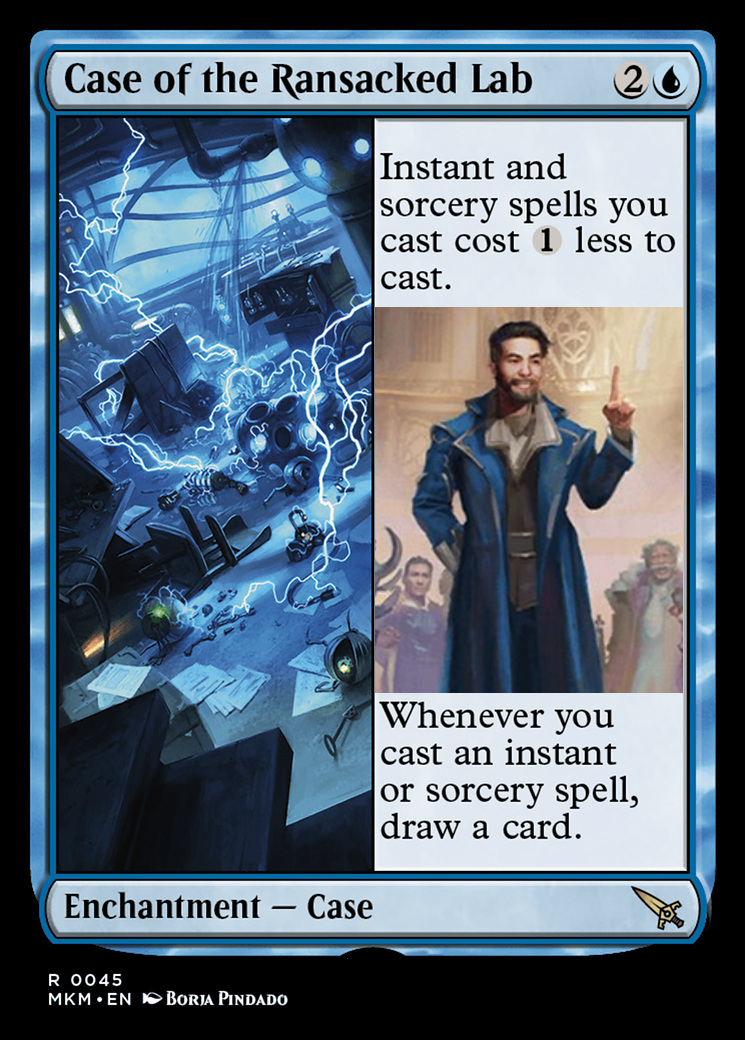 Case of the Ransacked Lab 2
Instant and
sorcery spells you
cast cost 1 less to
cast.
Whenever you
cast an instant
or sorcery spell,
draw a card.
Enchantment — Case
R 0045
MKM • EN Borja Pindado